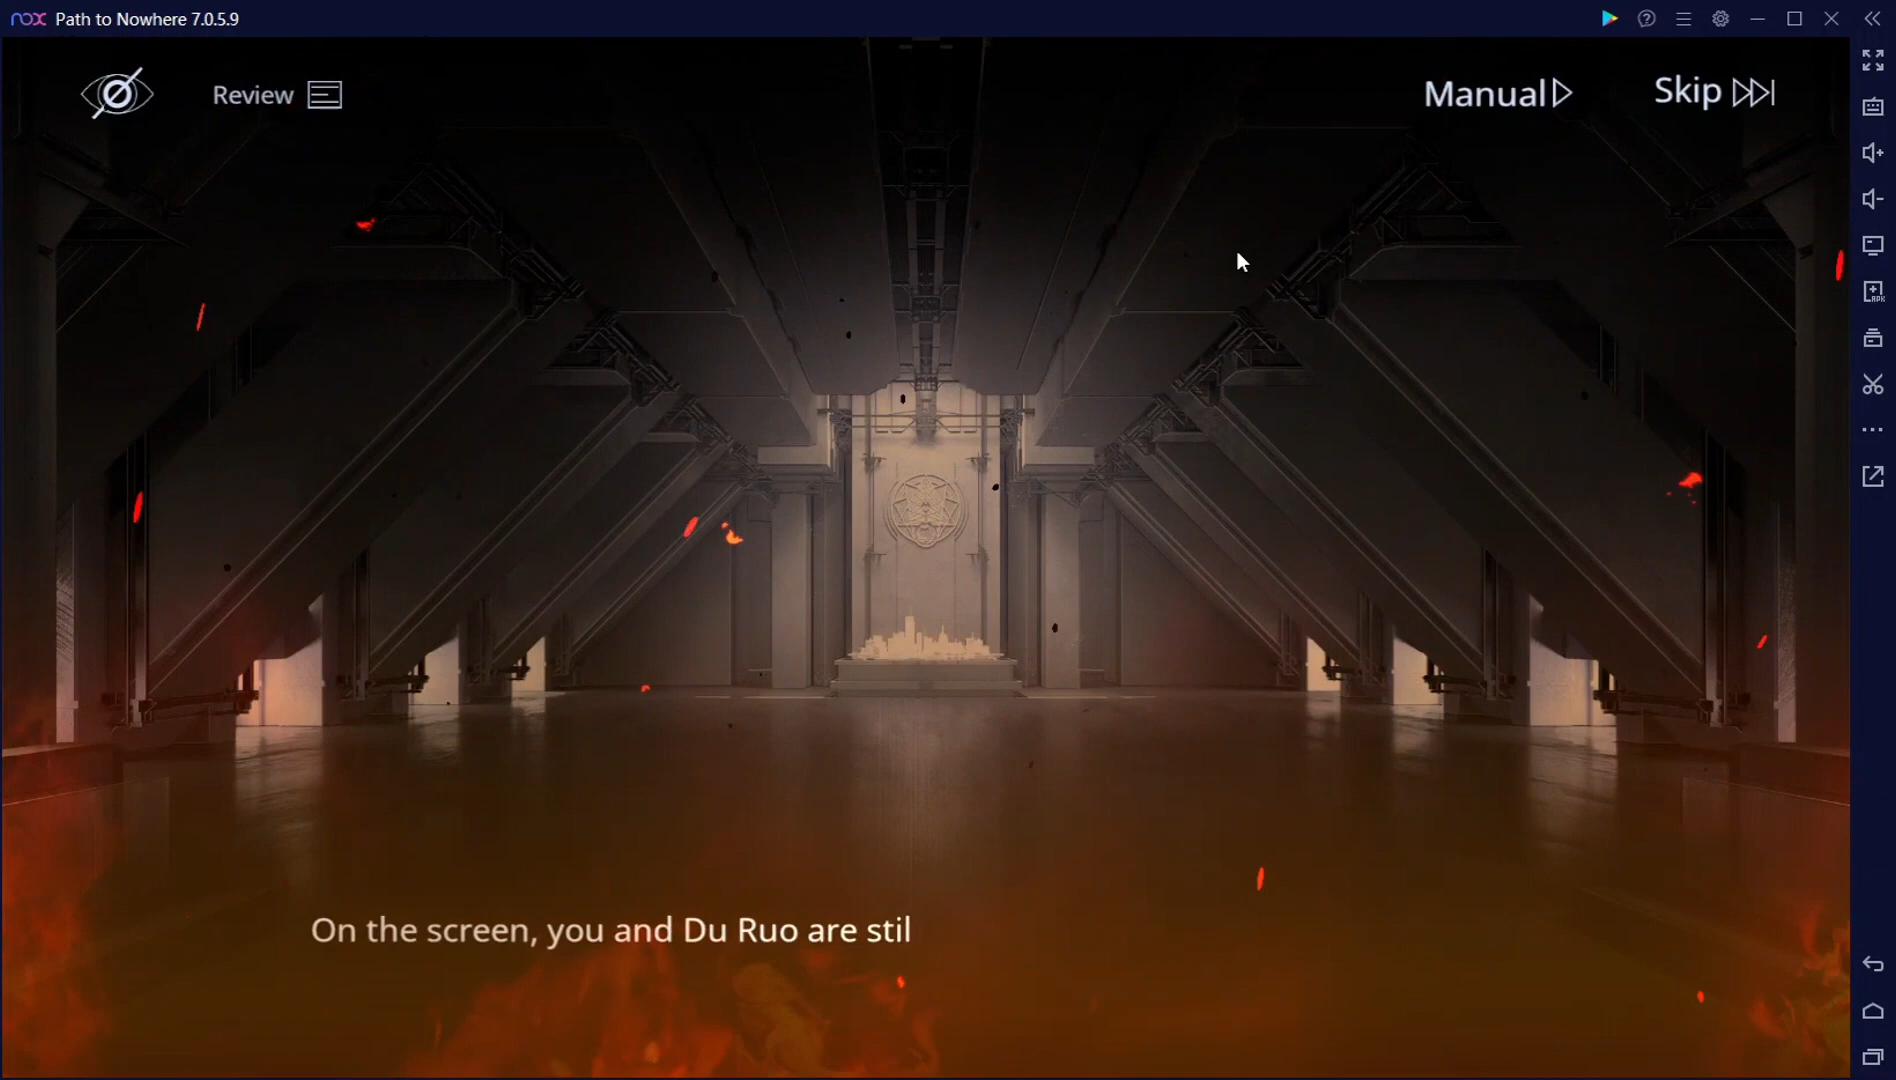 nox Path to Nowhere 7.0.5.9
Review
Manual
Skip
On the screen, you and Du Ruo are stil